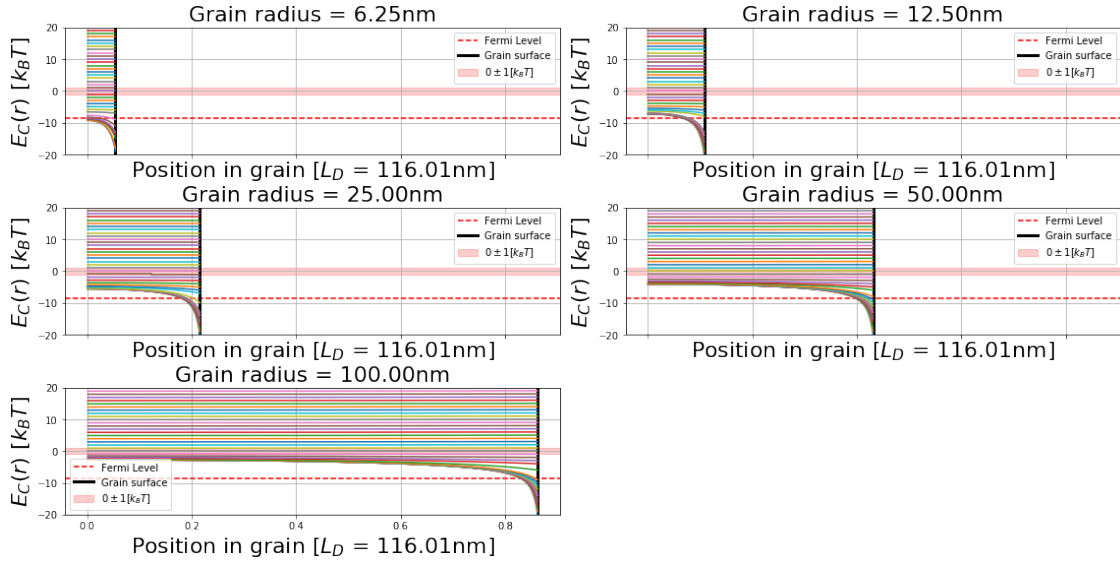 Grain radius = 6.25nm
E_C(r) [k_BT]
20
10
0
−10
−20
Fermi Level
Grain surface
0 ± 1[k_BT]
Position in grain [L_D = 116.01nm]
Grain radius = 12.50nm
E_C(r) [k_BT]
20
10
0
−10
−20
Fermi Level
Grain surface
0 ± 1[k_BT]
Position in grain [L_D = 116.01nm]
Grain radius = 25.00nm
E_C(r) [k_BT]
20
10
0
−10
−20
Fermi Level
Grain surface
0 ± 1[k_BT]
Position in grain [L_D = 116.01nm]
Grain radius = 50.00nm
E_C(r) [k_BT]
20
10
0
−10
−20
Fermi Level
Grain surface
0 ± 1[k_BT]
Position in grain [L_D = 116.01nm]
Grain radius = 100.00nm
E_C(r) [k_BT]
20
10
0
−10
−20
Fermi Level
Grain surface
0 ± 1[k_BT]
0.0 0.2 0.4 0.6 0.8
Position in grain [L_D = 116.01nm]